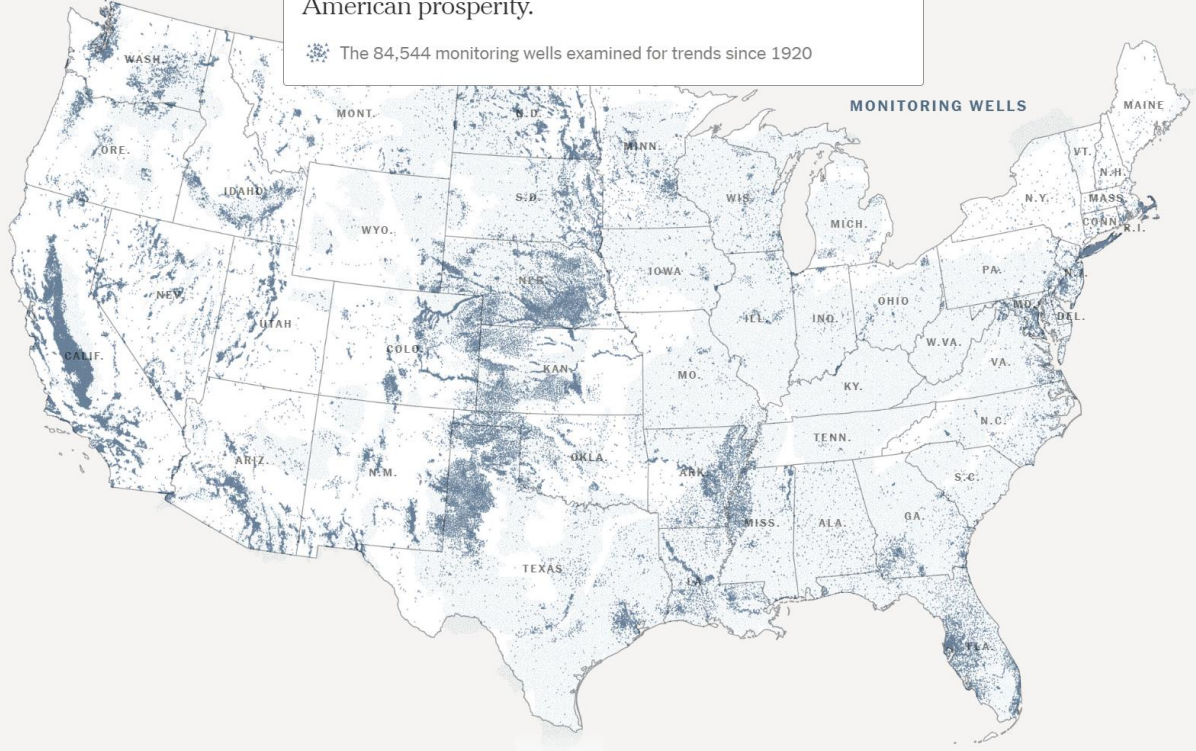 American prosperity.
The 84,544 monitoring wells examined for trends since 1920
MONITORING WELLS
WASH.
MONT.
N.D.
MINN.
MAINE
VT.
ORE.
IDAHO
S.D.
WIS.
MICH.
N.Y.
N.H.
MASS.
CONN.
R.I.
WYO.
NEB.
IOWA
PA.
N.J.
NEV.
UTAH
COLO.
ILL.
IND.
OHIO
MD.
DEL.
CALIF.
KAN.
MO.
W.VA.
VA.
KY.
ARIZ.
N.M.
OKLA.
ARK.
TENN.
N.C.
S.C.
TEXAS
LA.
MISS.
ALA.
GA.
FLA.